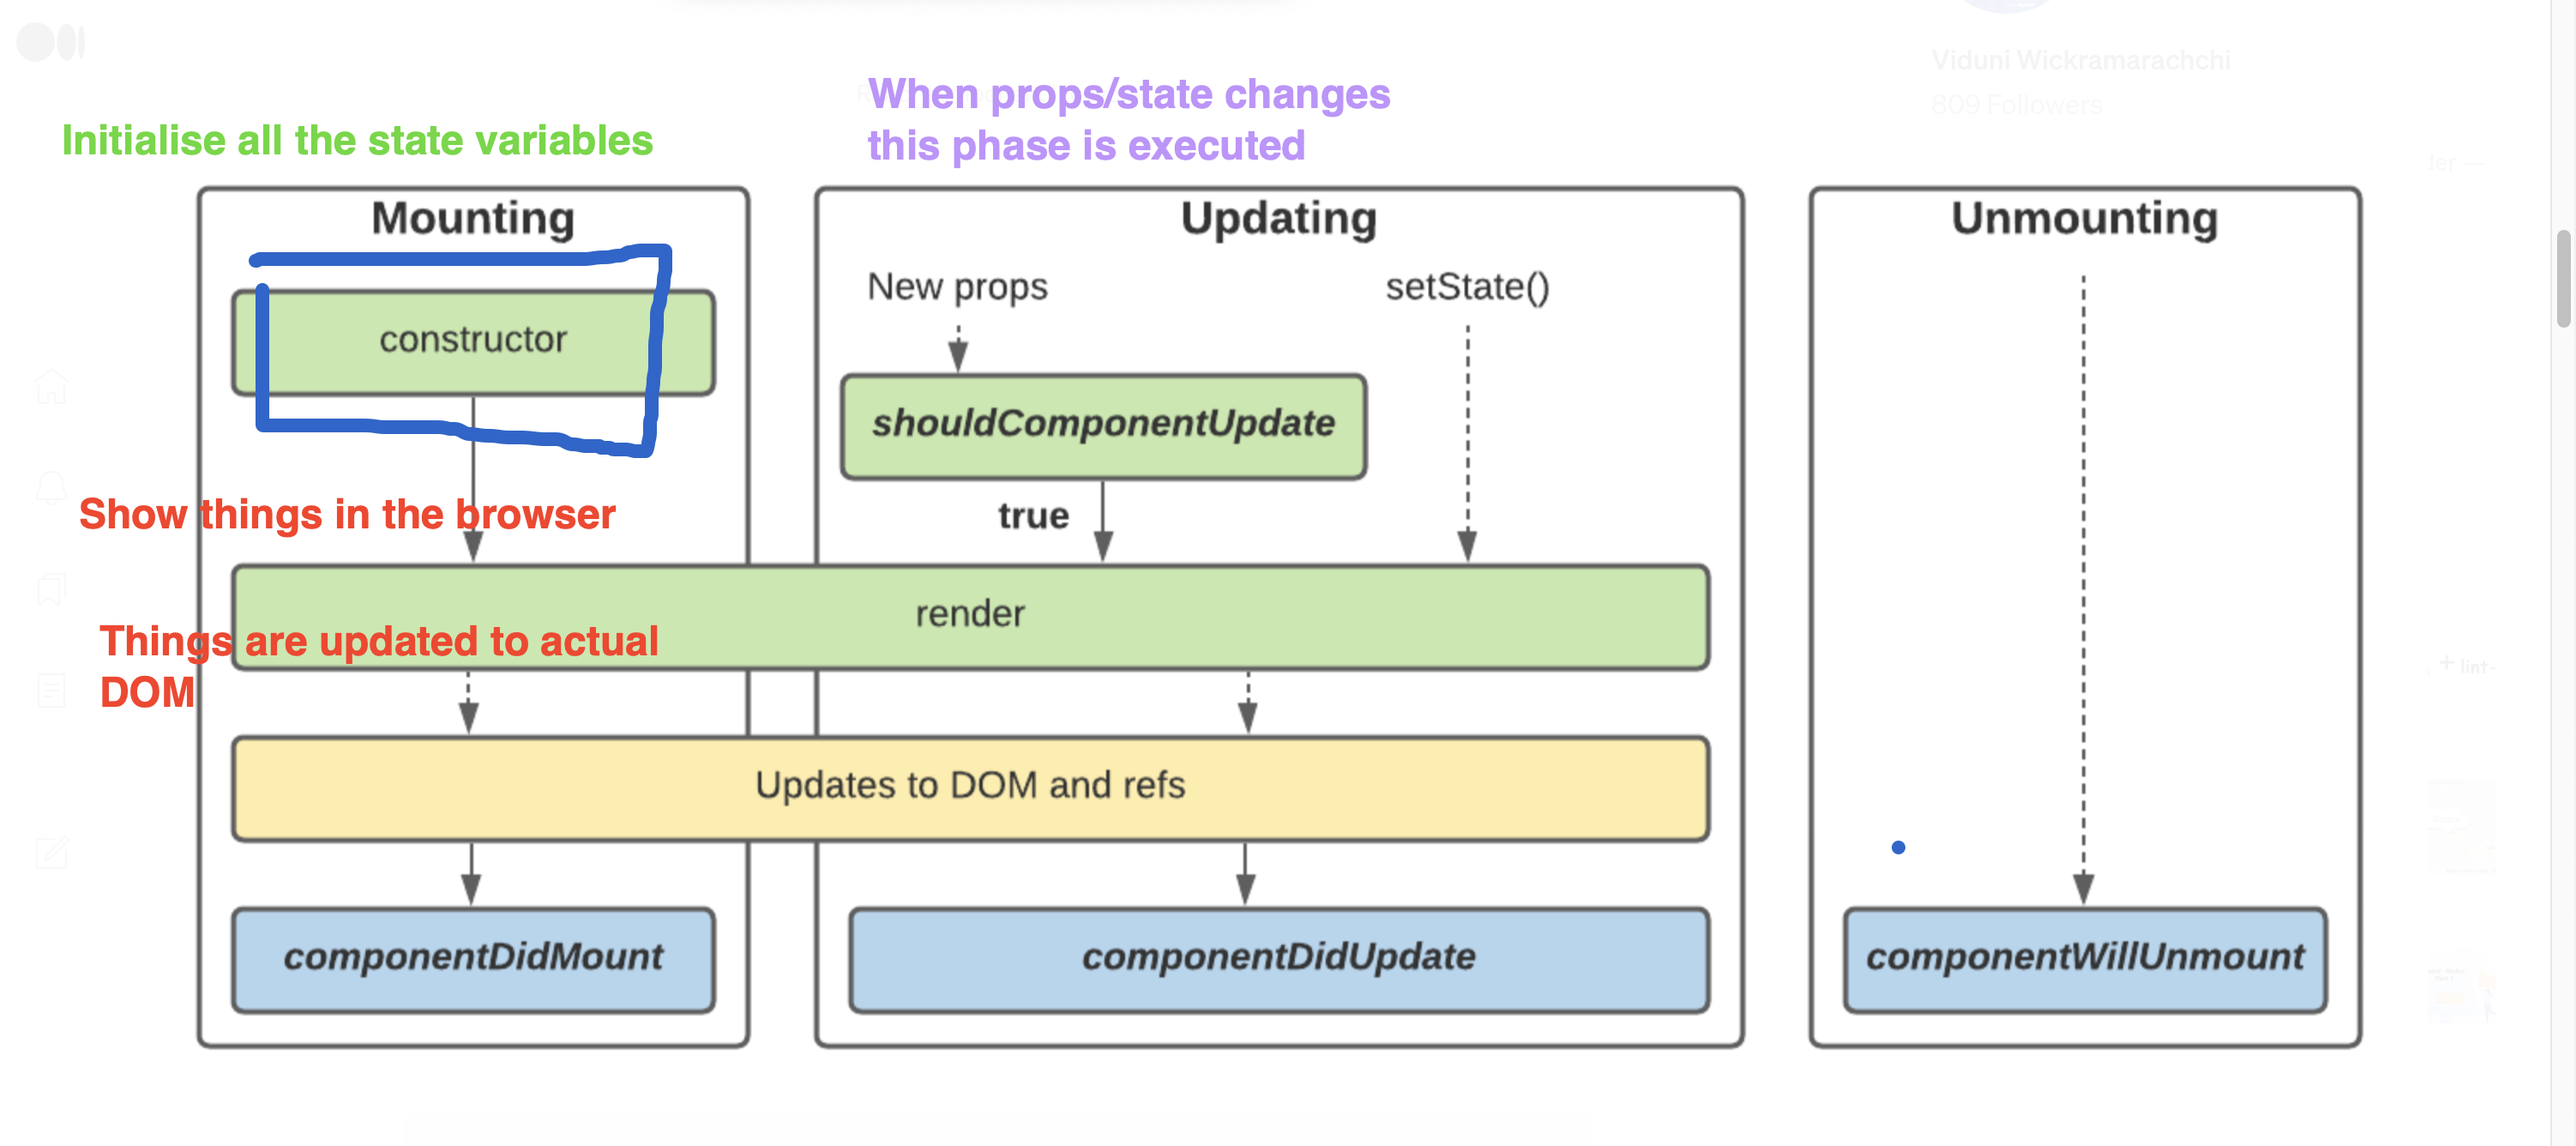 Viduni Wickramarachchi
809 Followers
When props/state changes
this phase is executed
Initialise all the state variables
Mounting
constructor
Show things in the browser
Updating
New props
setState()
shouldComponentUpdate
true
render
Things are updated to actual
DOM
Updates to DOM and refs
componentDidMount
componentDidUpdate
Unmounting
componentWillUnmount
+ lint-